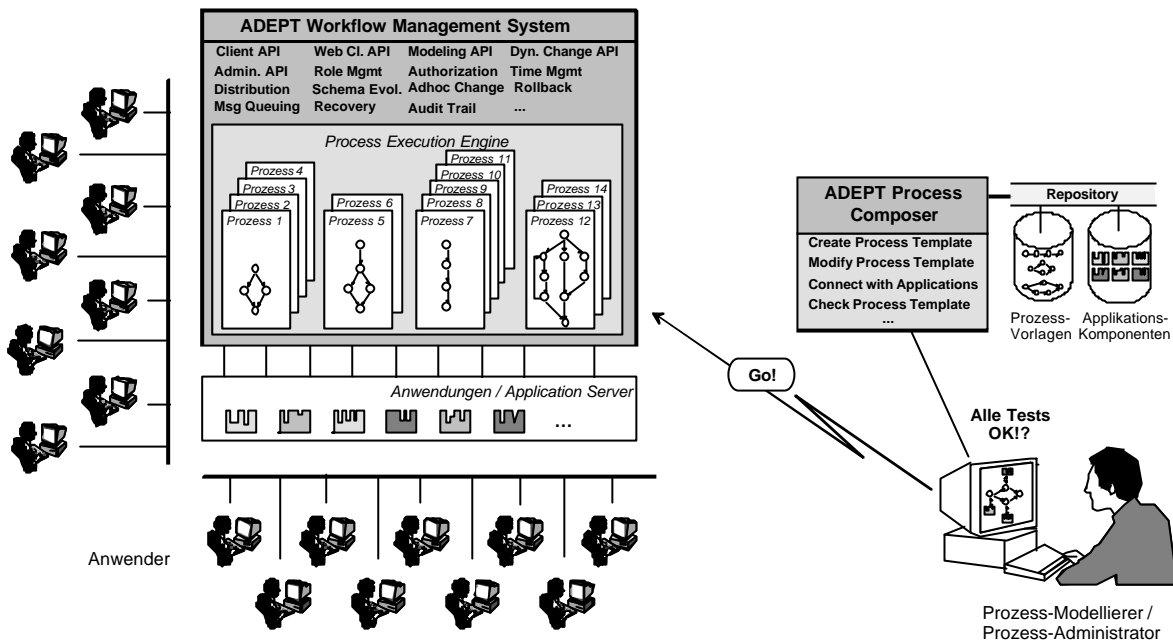 ADEPT Workflow Management System
Client API Web Cl. API Modeling API Dyn. Change API
Admin. API Role Mgmt Authorization Time Mgmt
Distribution Schema Evol. Adhoc Change Rollback
Msg Queuing Recovery Audit Trail ...
Process Execution Engine
Prozess 4
Prozess 3
Prozess 2
Prozess 1
Prozess 6
Prozess 5
Prozess 11
Prozess 10
Prozess 9
Prozess 8
Prozess 7
Prozess 14
Prozess 13
Prozess 12
Anwendungen / Application Server
...
Anwender
ADEPT Process
Composer
Create Process Template
Modify Process Template
Connect with Applications
Check Process Template
...
Repository
Prozess-
Vorlagen
Applikations-
Komponenten
Go!
Alle Tests
OK!?
Prozess-Modellierer /
Prozess-Administrator